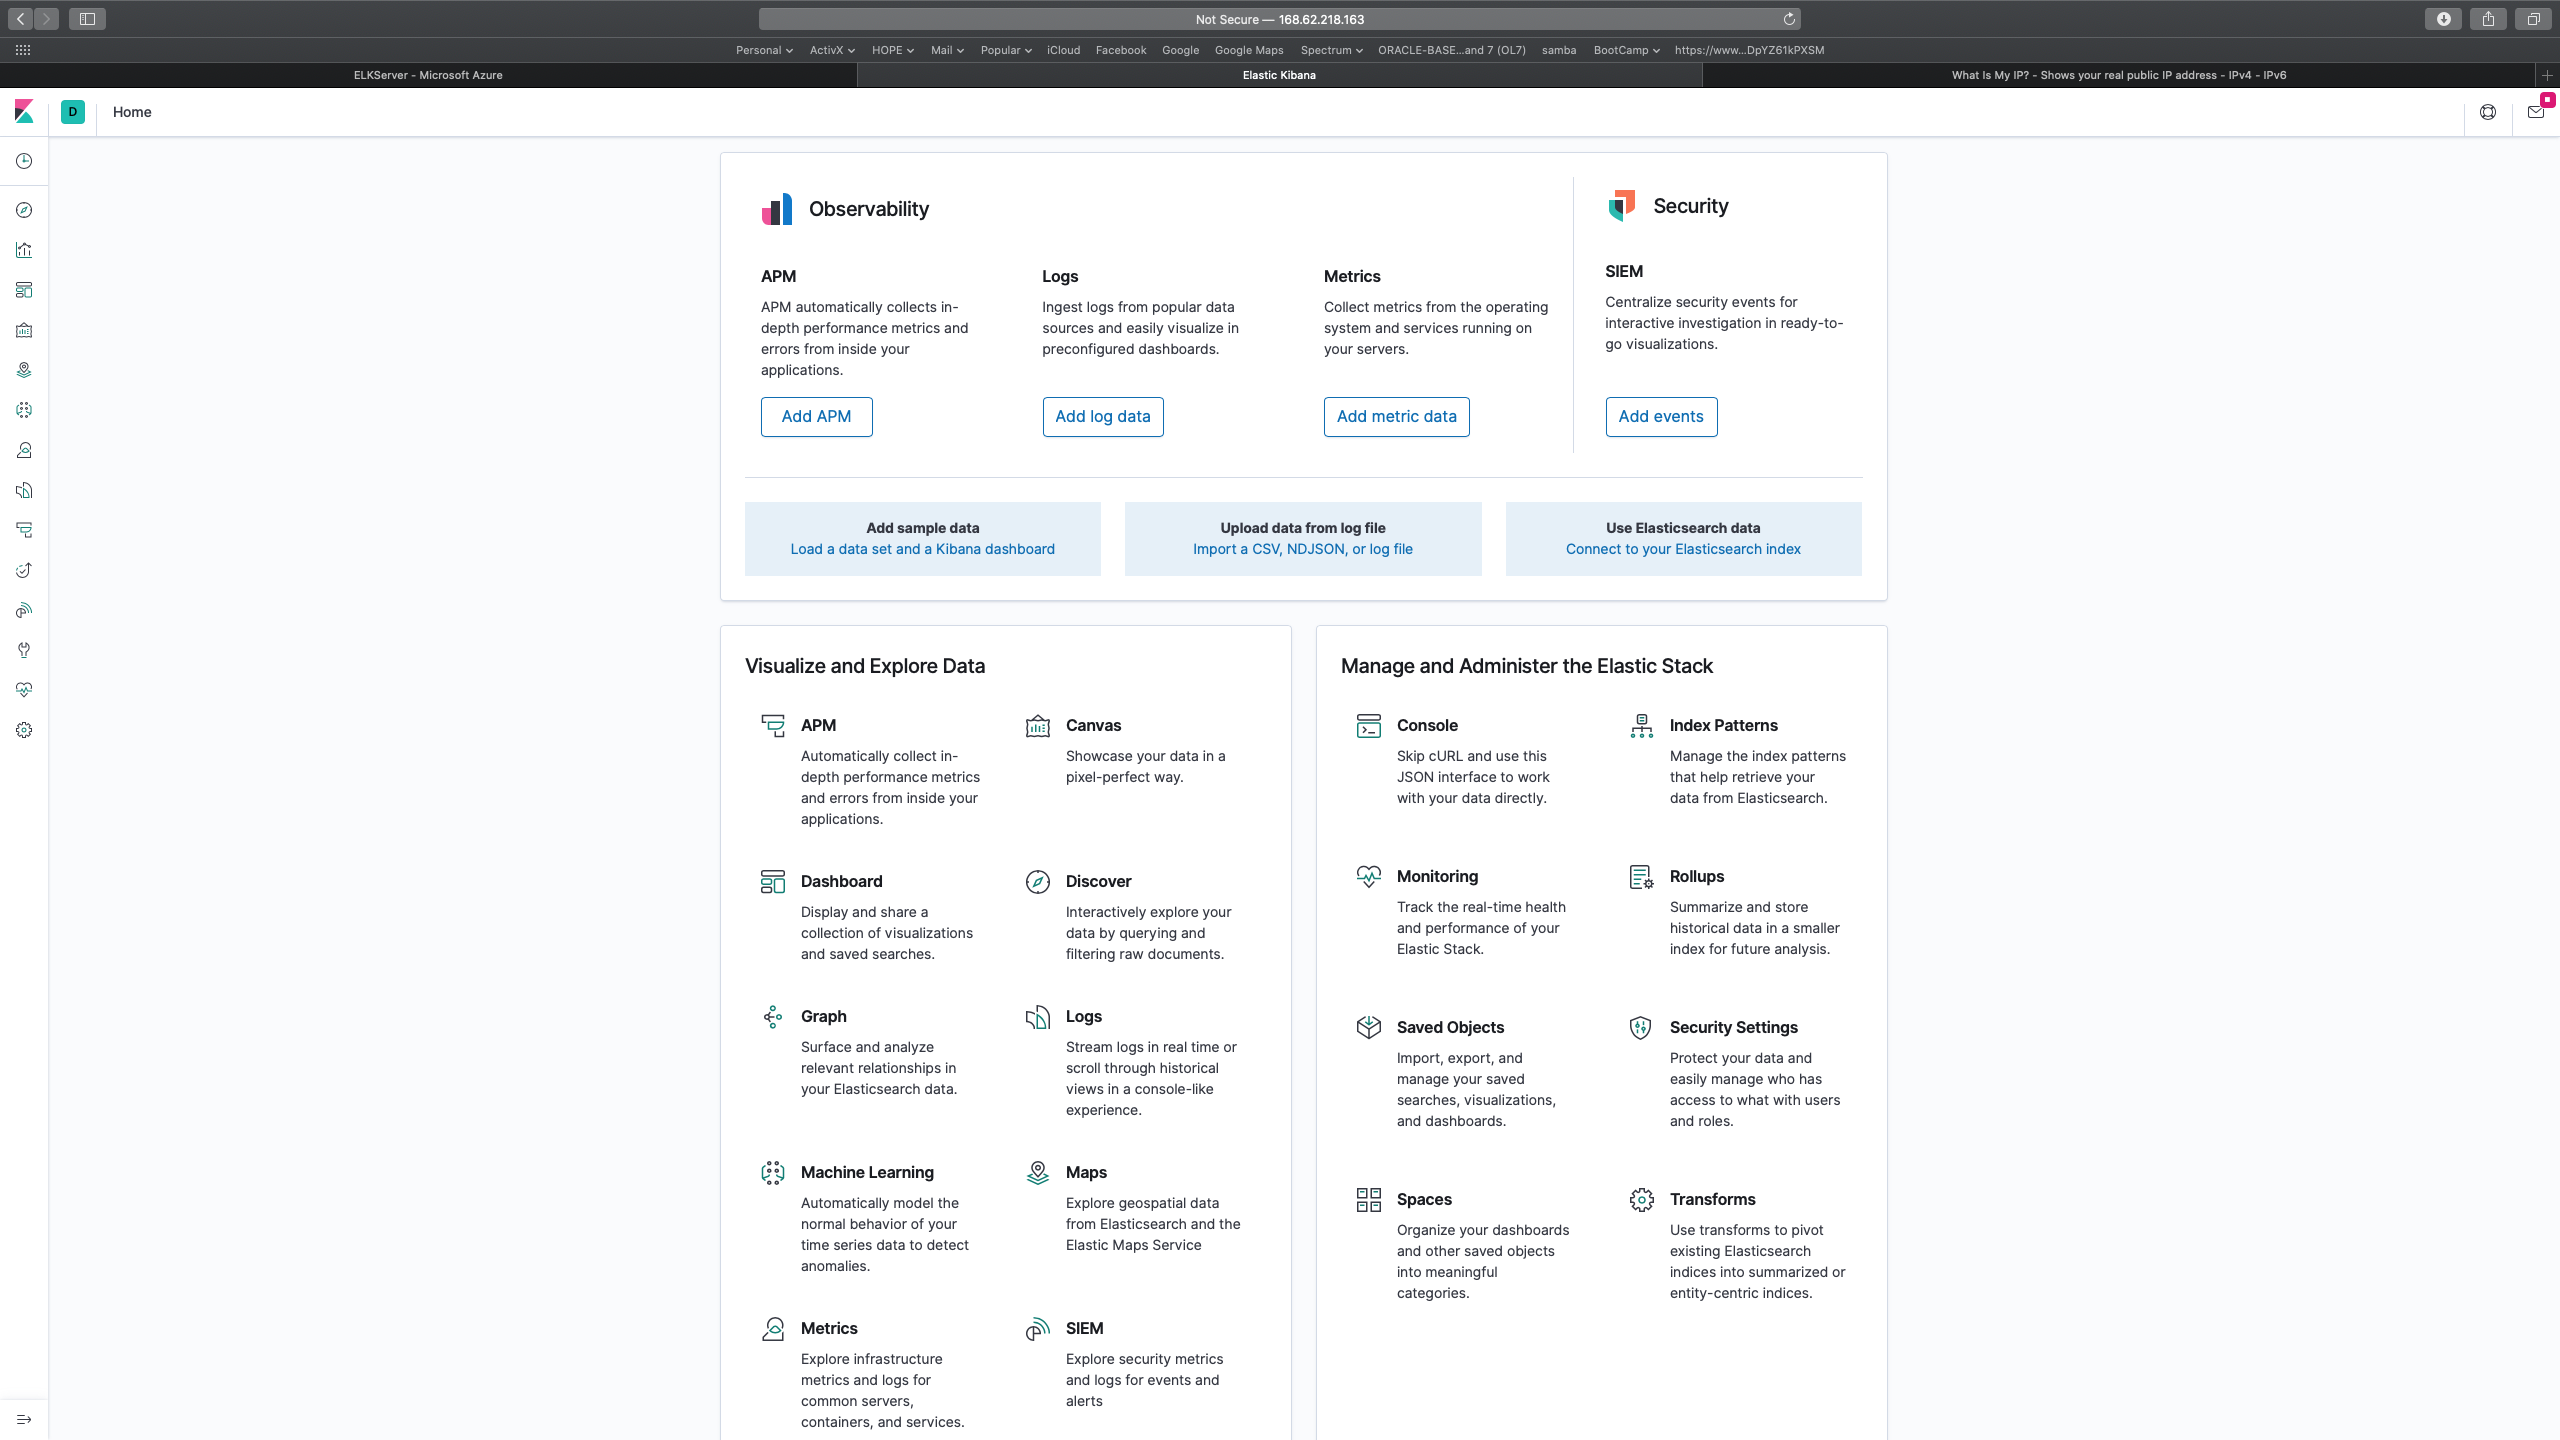 Not Secure — 168.62.218.163
Personal ActivX HOPE Mail Popular iCloud Facebook Google Google Maps Spectrum ORACLE-BASE...and 7 (OL7) samba BootCamp https://www...DpYZ61kPXSM
ELKServer - Microsoft Azure
Elastic Kibana
What Is My IP? - Shows your real public IP address - IPv4 - IPv6
D
Home
Observability
APM
APM automatically collects in-
depth performance metrics and
errors from inside your
applications.
Add APM
Logs
Ingest logs from popular data
sources and easily visualize in
preconfigured dashboards.
Add log data
Metrics
Collect metrics from the operating
system and services running on
your servers.
Add metric data
Security
SIEM
Centralize security events for
interactive investigation in ready-to-
go visualizations.
Add events
Add sample data
Load a data set and a Kibana dashboard
Upload data from log file
Import a CSV, NDJSON, or log file
Use Elasticsearch data
Connect to your Elasticsearch index
Visualize and Explore Data
APM
Automatically collect in-
depth performance metrics
and errors from inside your
applications.
Canvas
Showcase your data in a
pixel-perfect way.
Dashboard
Display and share a
collection of visualizations
and saved searches.
Discover
Interactively explore your
data by querying and
filtering raw documents.
Graph
Surface and analyze
relevant relationships in
your Elasticsearch data.
Logs
Stream logs in real time or
scroll through historical
views in a console-like
experience.
Machine Learning
Automatically model the
normal behavior of your
time series data to detect
anomalies.
Maps
Explore geospatial data
from Elasticsearch and the
Elastic Maps Service
Metrics
Explore infrastructure
metrics and logs for
common servers,
containers, and services.
SIEM
Explore security metrics
and logs for events and
alerts
Manage and Administer the Elastic Stack
Console
Skip cURL and use this
JSON interface to work
with your data directly.
Index Patterns
Manage the index patterns
that help retrieve your
data from Elasticsearch.
Monitoring
Track the real-time health
and performance of your
Elastic Stack.
Rollups
Summarize and store
historical data in a smaller
index for future analysis.
Saved Objects
Import, export, and
manage your saved
searches, visualizations,
and dashboards.
Security Settings
Protect your data and
easily manage who has
access to what with users
and roles.
Spaces
Organize your dashboards
and other saved objects
into meaningful
categories.
Transforms
Use transforms to pivot
existing Elasticsearch
indices into summarized or
entity-centric indices.